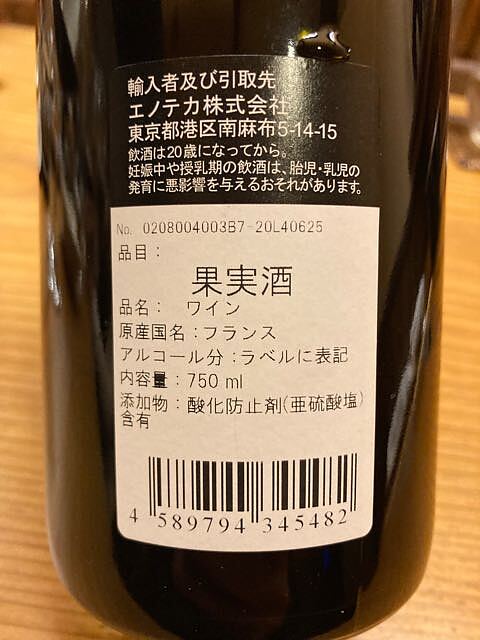 輸入者及び引取先
エノテカ株式会社
東京都港区南麻布5-14-15
飲酒は20歳になってから。
妊娠中や授乳期の飲酒は、胎児・乳児の
発育に悪影響を与えるおそれがあります。
No. 0208004003B7-20L40625
品目：
果実酒
品名： ワイン
原産国名：フランス
アルコール分：ラベルに表記
内容量：750 ml
添加物：酸化防止剤(亜硫酸塩)
含有
4 589794 345482